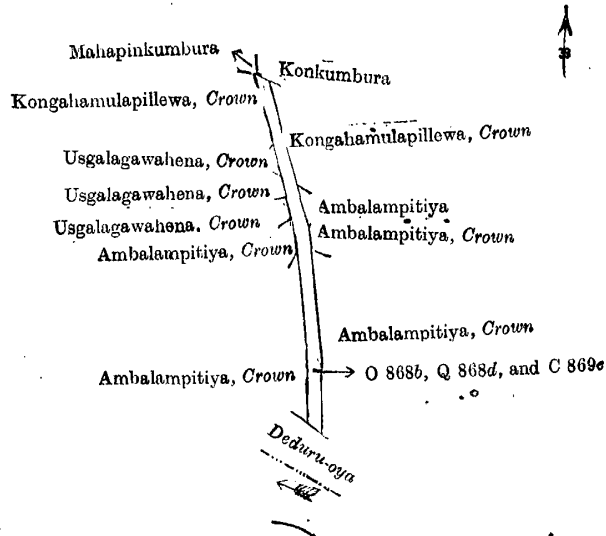 Mahapinkumbura
Konkumbura
Kongahamulapillewa, Crown
Kongahamulapillewa, Crown
Usgalagawahena, Crown
Usgalagawahena, Crown
Ambalampitiya
Usgalagawahena. Crown
Ambalampitiya, Crown
Ambalampitiya, Crown
Ambalampitiya, Crown
Ambalampitiya, Crown
O 868b, Q 868d, and C 869e
Deduru-oya